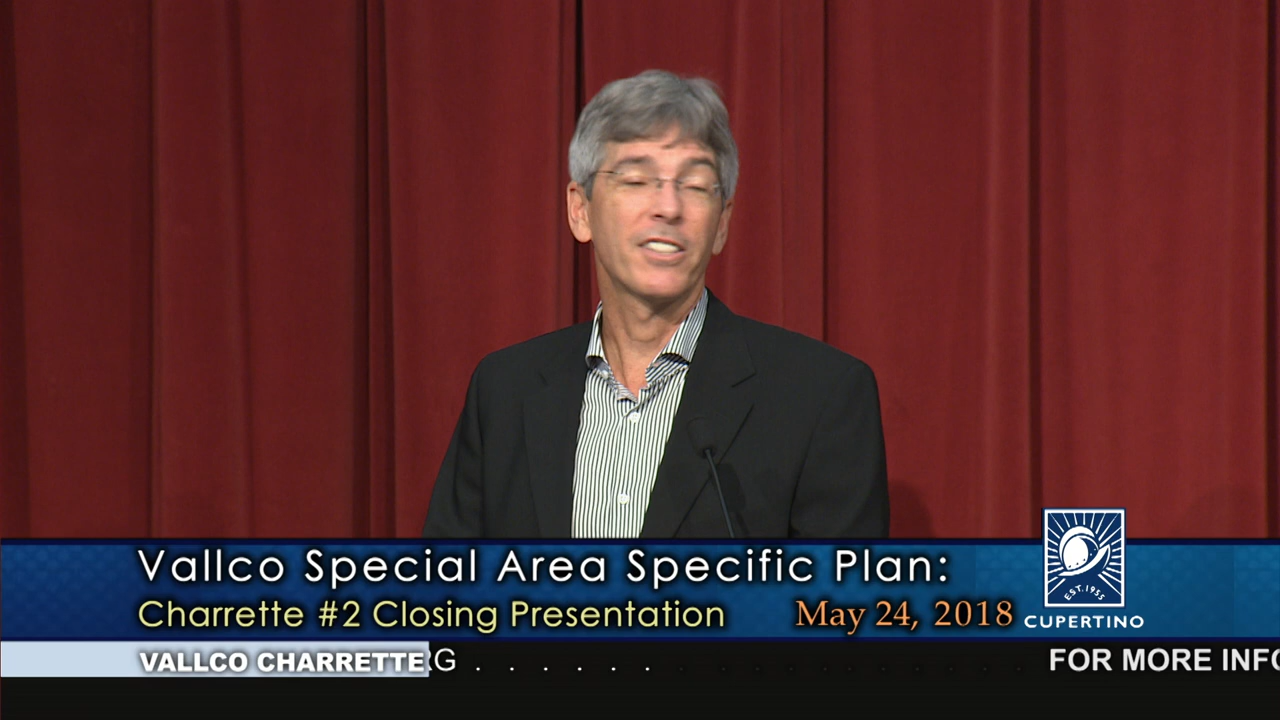 Vallco Special Area Specific Plan:
Charrette #2 Closing Presentation
May 24, 2018
EST. 1955
CUPERTINO
VALLCO CHARRETTE
RG . . . . . . . . . . . . . . . . . FOR MORE INFO